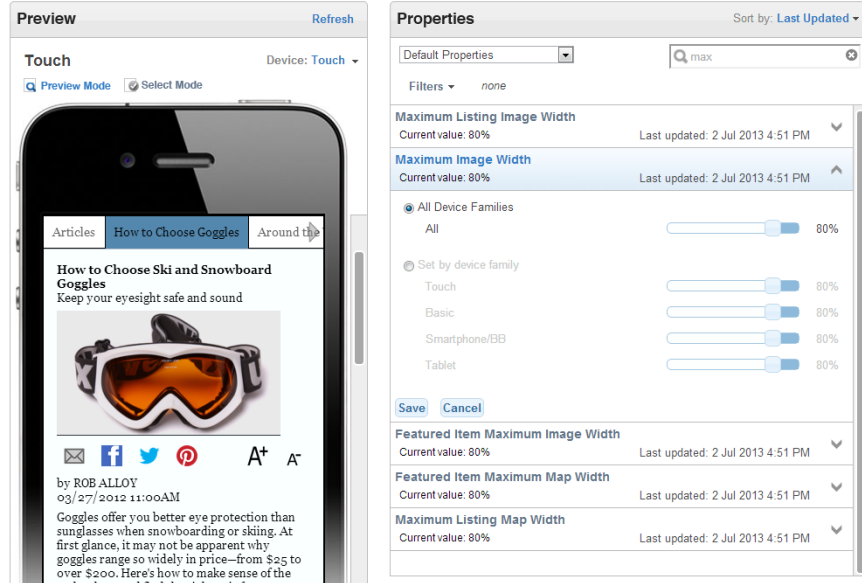 Preview
Refresh
Touch
Device: Touch
Preview Mode
Select Mode
Articles
How to Choose Goggles
Around the
How to Choose Ski and Snowboard
Goggles
Keep your eyesight safe and sound
A+
A-
by ROB ALLOY
03/27/2012 11:00AM
Goggles offer you better eye protection than
sunglasses when snowboarding or skiing. At
first glance, it may not be apparent why
goggles range so widely in price—from $25 to
over $200. Here's how to make sense of the
Properties
Sort by: Last Updated
Default Properties
max
Filters
none
Maximum Listing Image Width
Current value: 80%
Last updated: 2 Jul 2013 4:51 PM
Maximum Image Width
Current value: 80%
Last updated: 2 Jul 2013 4:51 PM
All Device Families
All
80%
Set by device family
Touch
80%
Basic
80%
Smartphone/BB
80%
Tablet
80%
Save
Cancel
Featured Item Maximum Image Width
Current value: 80%
Last updated: 2 Jul 2013 4:51 PM
Featured Item Maximum Map Width
Current value: 80%
Last updated: 2 Jul 2013 4:51 PM
Maximum Listing Map Width
Current value: 80%
Last updated: 2 Jul 2013 4:51 PM